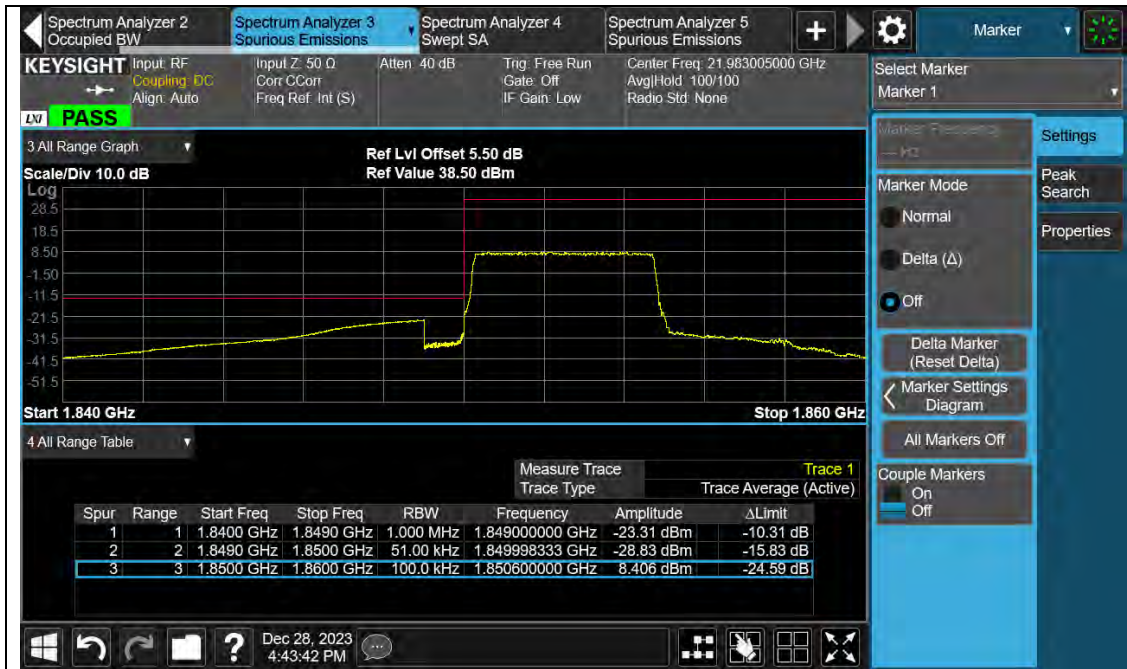 Spectrum Analyzer 2
Occupied BW
Spectrum Analyzer 3
Spurious Emissions
Spectrum Analyzer 4
Swept SA
Spectrum Analyzer 5
Spurious Emissions
+
Marker
KEYSIGHT
Input: RF
Coupling: DC
Align: Auto
Input Z: 50 Ω
Corr CCorr
Freq Ref: Int (S)
Atten: 40 dB
Trig: Free Run
Gate: Off
IF Gain: Low
Center Freq: 21.983005000 GHz
Avg|Hold: 100/100
Radio Std: None
LXI PASS
Select Marker
Marker 1
Marker Frequency
--- Hz
Settings
Peak Search
Properties
Marker Mode
Normal
Delta (Δ)
Off
Delta Marker
(Reset Delta)
Marker Settings
Diagram
All Markers Off
Couple Markers
On
Off
3 All Range Graph
Ref Lvl Offset 5.50 dB
Scale/Div 10.0 dB
Ref Value 38.50 dBm
Log
28.5
18.5
8.50
-1.50
-11.5
-21.5
-31.5
-41.5
-51.5
Start 1.840 GHz
Stop 1.860 GHz
4 All Range Table
Measure Trace Trace 1
Trace Type Trace Average (Active)
Spur Range Start Freq Stop Freq RBW Frequency Amplitude ΔLimit
1 1 1.8400 GHz 1.8490 GHz 1.000 MHz 1.849000000 GHz -23.31 dBm -10.31 dB
2 2 1.8490 GHz 1.8500 GHz 51.00 kHz 1.849998333 GHz -28.83 dBm -15.83 dB
3 3 1.8500 GHz 1.8600 GHz 100.0 kHz 1.850600000 GHz 8.406 dBm -24.59 dB
?
Dec 28, 2023
4:43:42 PM